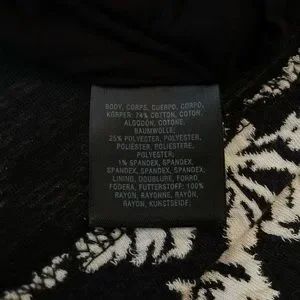 BODY, CORPS, CUERPO, CORPO,
KÖRPER: 74% COTTON, COTON,
ALGODÓN, COTONE,
BAUMWOLLE;
25% POLYESTER, POLYESTER,
POLIÉSTER, POLIESTERE,
POLYESTER;
1% SPANDEX, SPANDEX,
SPANDEX, SPANDEX, SPANDEX;
LINING, DOUBLURE, FORRO,
FODERA, FUTTERSTOFF: 100%
RAYON, RAYONNE, RAYON,
RAYON, KUNSTSEIDE